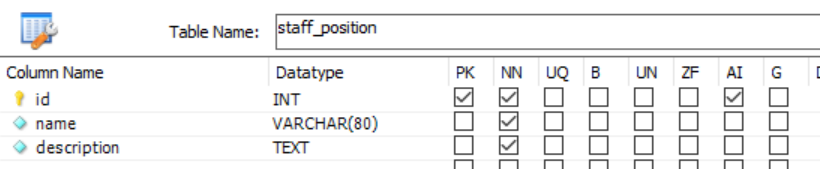 Table Name: staff_position
Column Name Datatype PK NN UQ B UN ZF AI G
id INT
name VARCHAR(80)
description TEXT